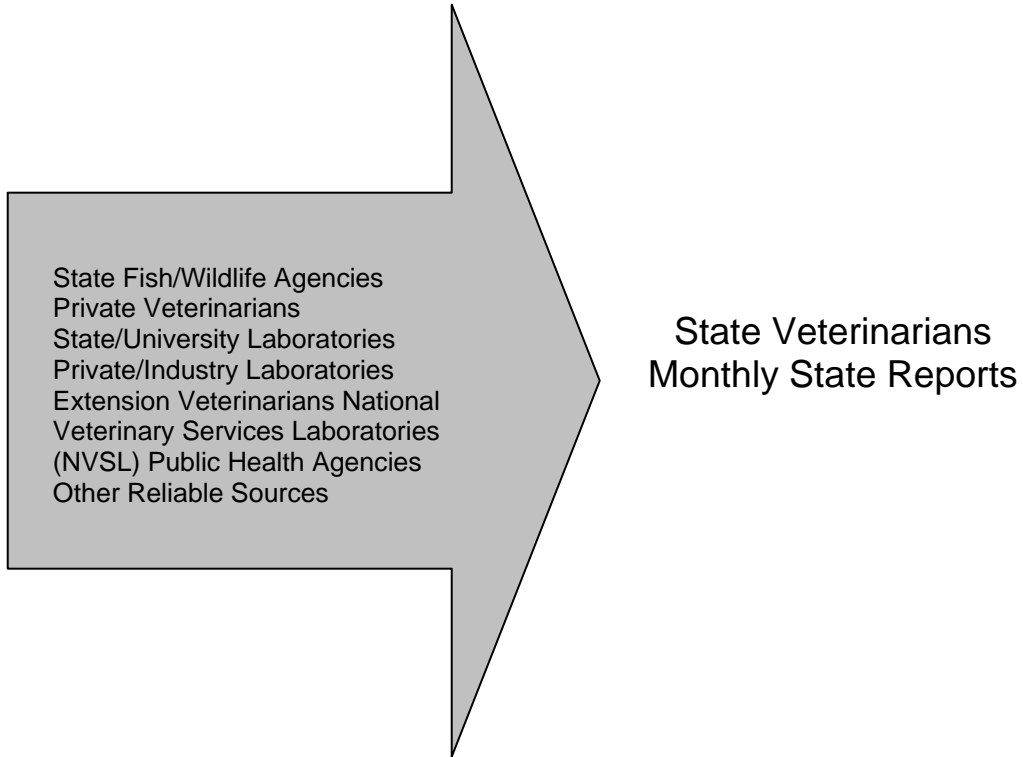 State Fish/Wildlife Agencies
Private Veterinarians
State/University Laboratories
Private/Industry Laboratories
Extension Veterinarians National
Veterinary Services Laboratories
(NVSL) Public Health Agencies
Other Reliable Sources
State Veterinarians
Monthly State Reports